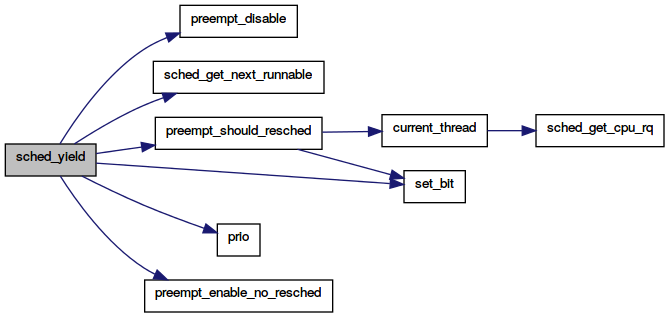 preempt_disable
sched_get_next_runnable
preempt_should_resched
current_thread
sched_get_cpu_rq
sched_yield
set_bit
prio
preempt_enable_no_resched